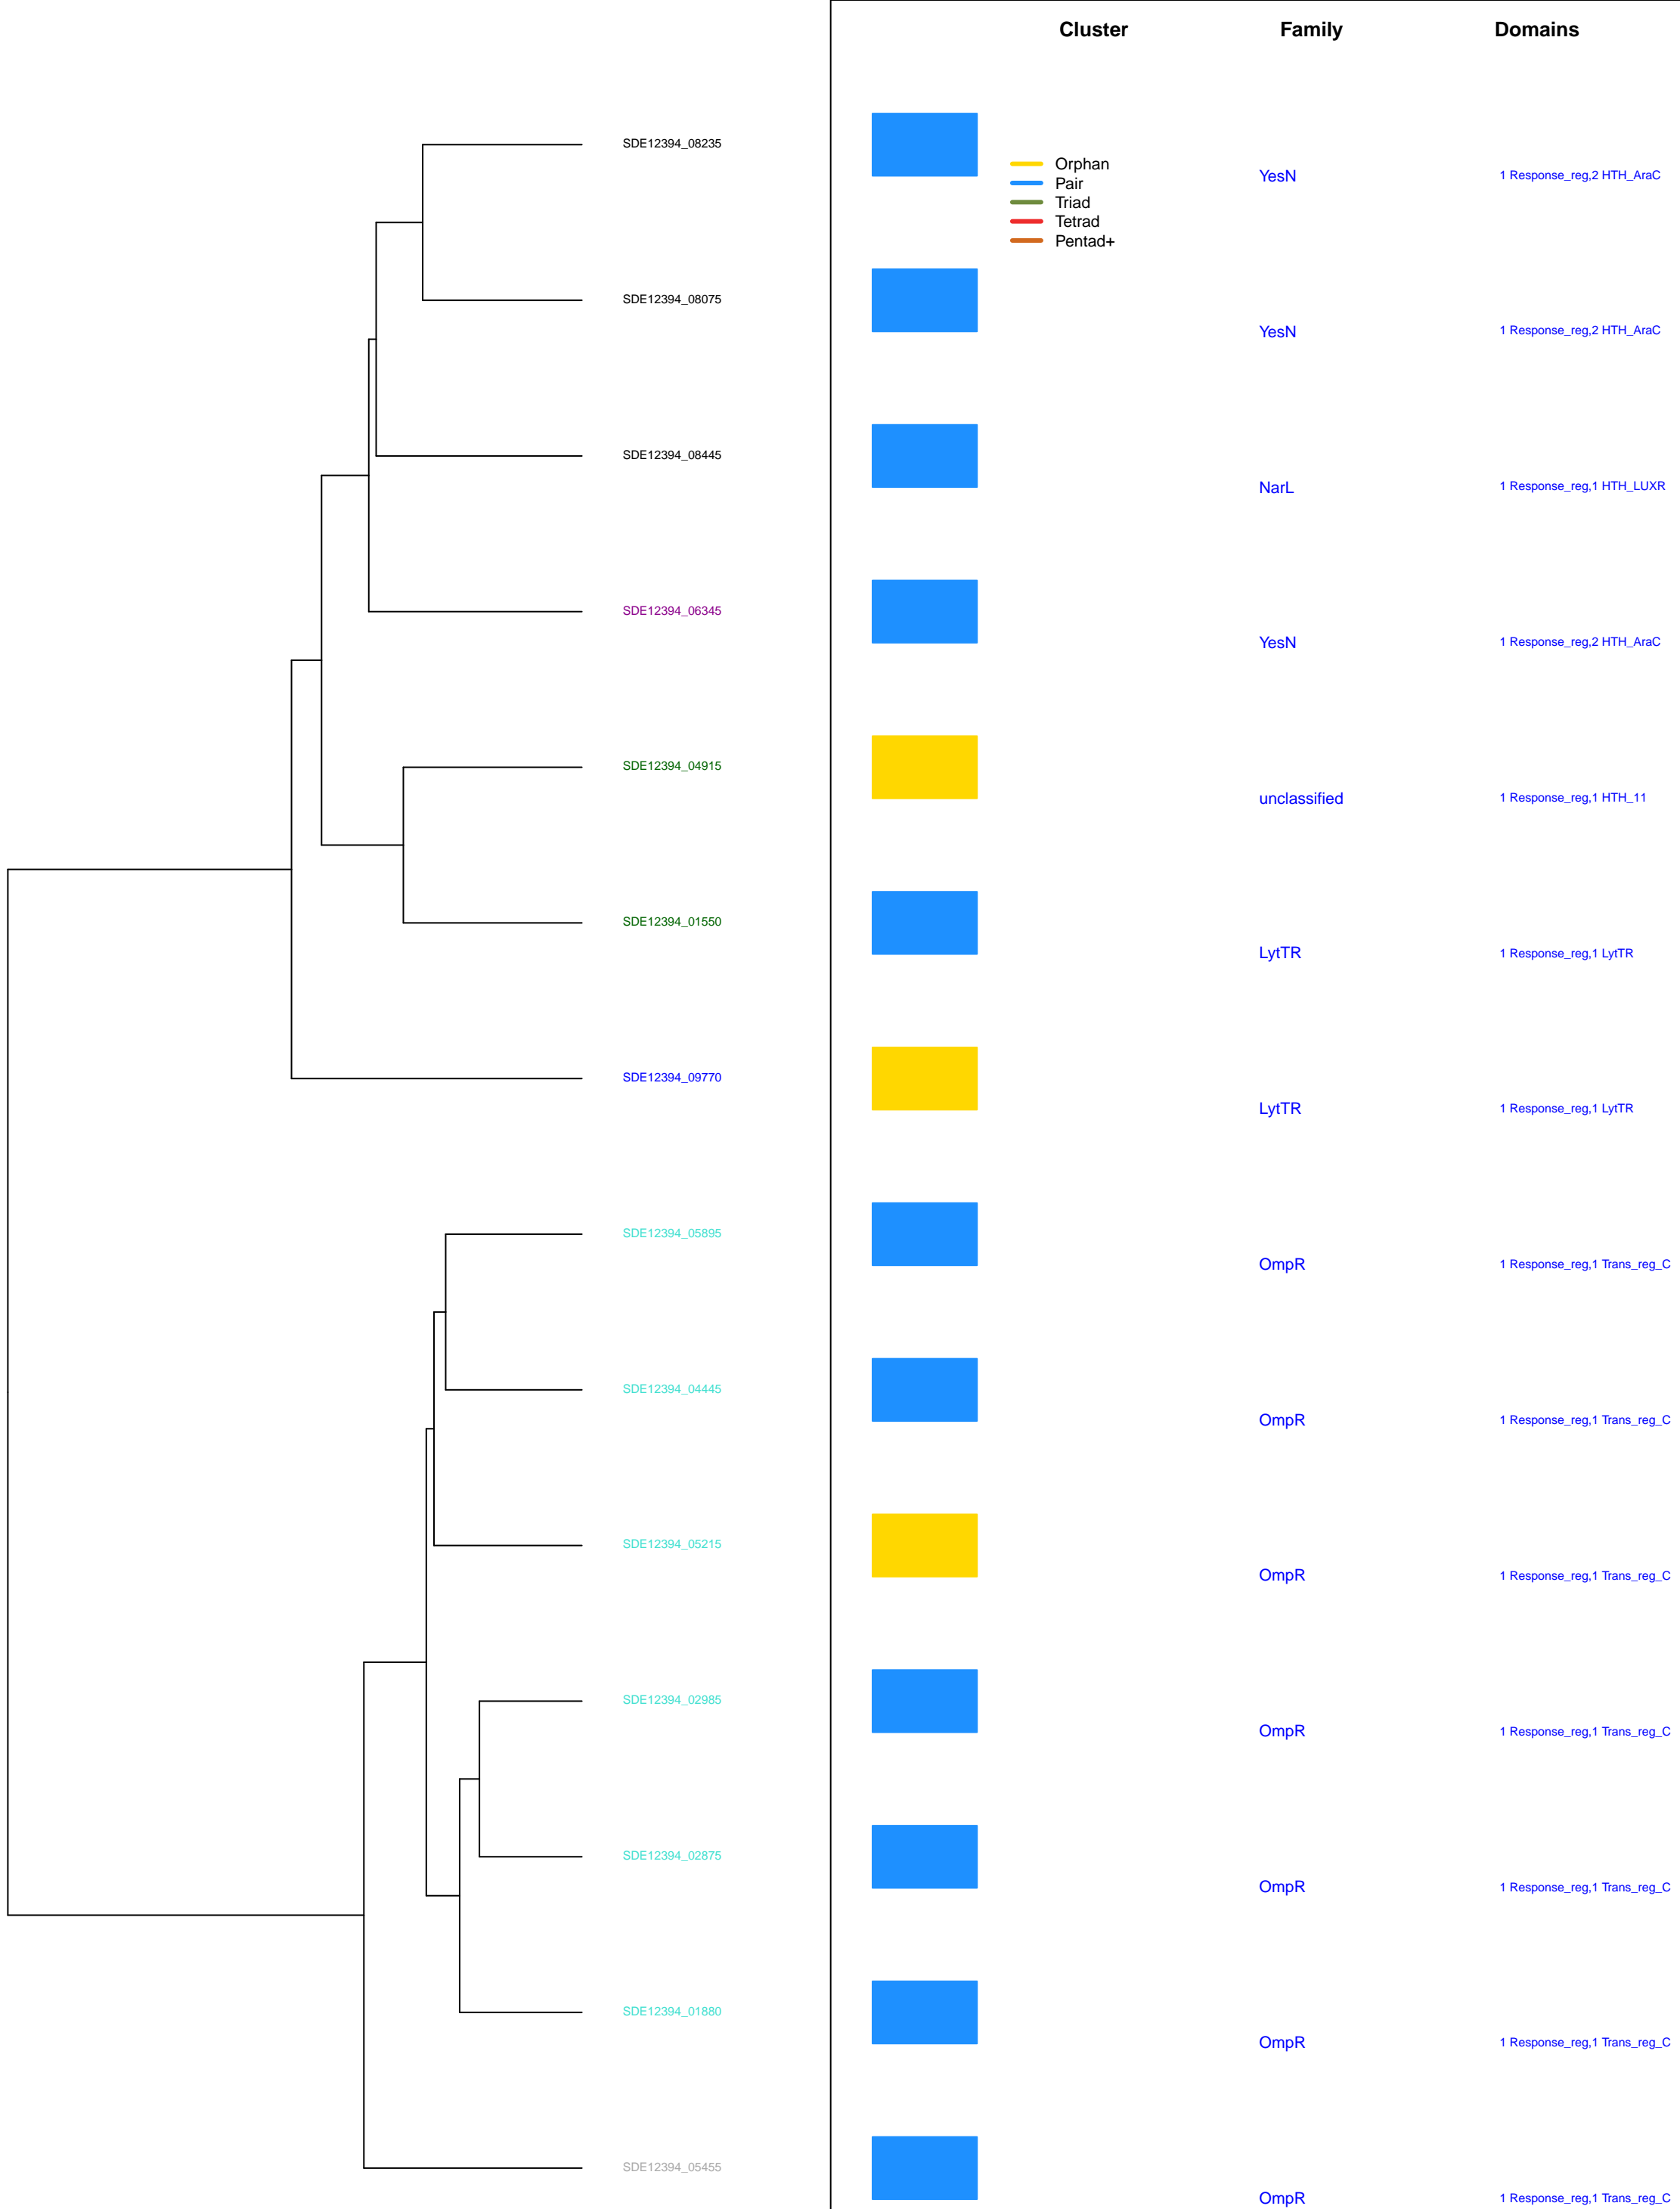 Cluster Family Domains
SDE12394_08235
Orphan
Pair
Triad
Tetrad
Pentad+
YesN 1 Response_reg,2 HTH_AraC
SDE12394_08075
YesN 1 Response_reg,2 HTH_AraC
SDE12394_08445
NarL 1 Response_reg,1 HTH_LUXR
SDE12394_06345
YesN 1 Response_reg,2 HTH_AraC
SDE12394_04915
unclassified 1 Response_reg,1 HTH_11
SDE12394_01550
LytTR 1 Response_reg,1 LytTR
SDE12394_09770
LytTR 1 Response_reg,1 LytTR
SDE12394_05895
OmpR 1 Response_reg,1 Trans_reg_C
SDE12394_04445
OmpR 1 Response_reg,1 Trans_reg_C
SDE12394_05215
OmpR 1 Response_reg,1 Trans_reg_C
SDE12394_02985
OmpR 1 Response_reg,1 Trans_reg_C
SDE12394_02875
OmpR 1 Response_reg,1 Trans_reg_C
SDE12394_01880
OmpR 1 Response_reg,1 Trans_reg_C
SDE12394_05455
OmpR 1 Response_reg,1 Trans_reg_C